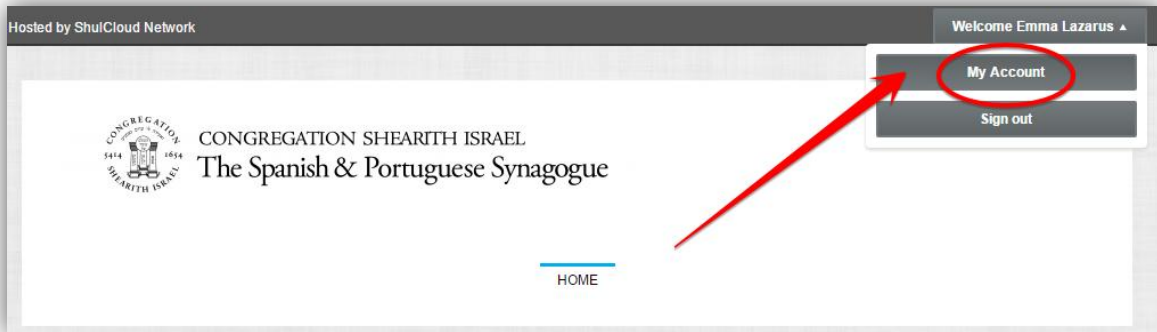 Hosted by ShulCloud Network
Welcome Emma Lazarus ▲
My Account
Sign out
CONGREGATION
5414 1654
SHEARITH ISRAEL
CONGREGATION SHEARITH ISRAEL
The Spanish & Portuguese Synagogue
HOME